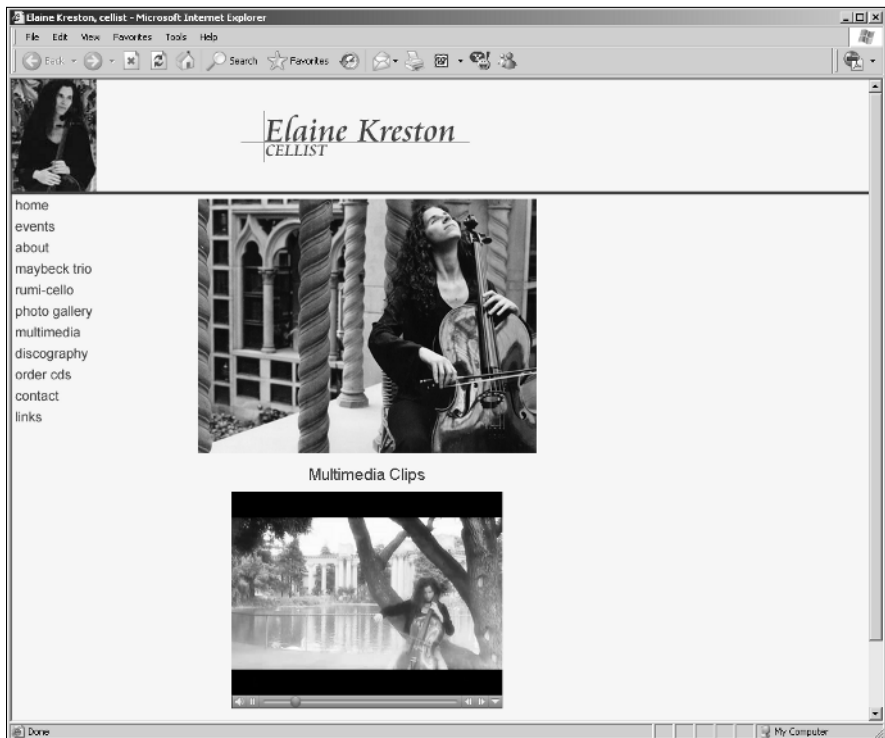 Elaine Kreston, cellist - Microsoft Internet Explorer
File Edit View Favorites Tools Help
Back Search Favorites
Elaine Kreston
CELLIST
home
events
about
maybeck trio
rumi-cello
photo gallery
multimedia
discography
order cds
contact
links
Multimedia Clips
Done My Computer